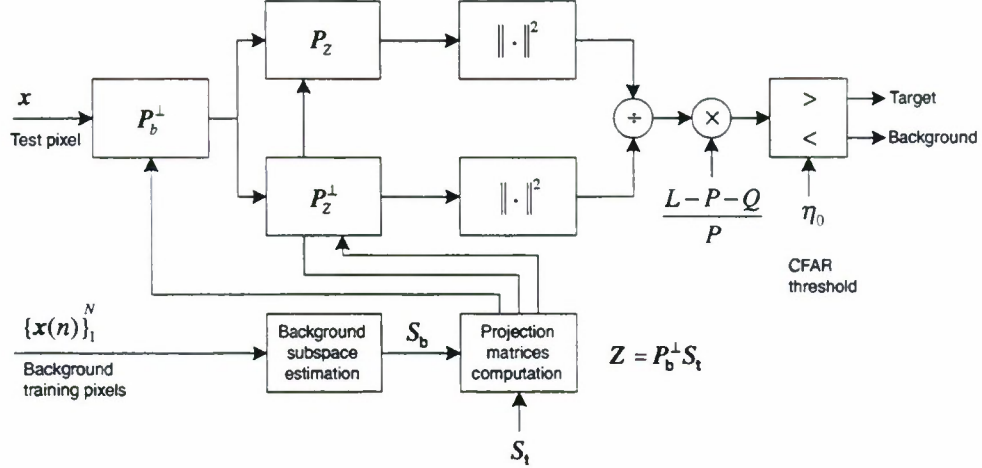 P_Z
‖·‖²
x
Test pixel
P_b^⊥
÷
×
>
<
Target
Background
P_Z^⊥
‖·‖²
L−P−Q
P
η₀
CFAR
threshold
{x(n)}₁^N
Background
training pixels
Background
subspace
estimation
S_b
Projection
matrices
computation
Z = P_b^⊥ S_t
S_t